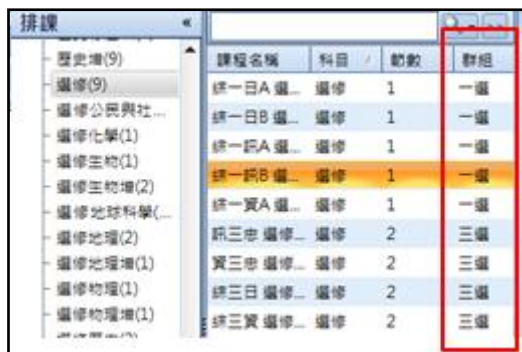 排課 «
歷史增(9)
選修(9)
選修公民與社...
選修化學(1)
選修生物(1)
選修生物增(2)
選修地球科學(...
選修地理(2)
選修地理增(1)
選修物理(1)
選修物理增(1)
課程名稱 科目 節數 群組
綜一日A 選... 選修 1 一選
綜一日B 選... 選修 1 一選
綜一訊A 選... 選修 1 一選
綜一訊B 選... 選修 1 一選
綜一資A 選... 選修 1 一選
訊三忠 選修... 選修 2 三選
資三忠 選修... 選修 2 三選
綜三日 選修... 選修 2 三選
綜三資 選修... 選修 2 三選